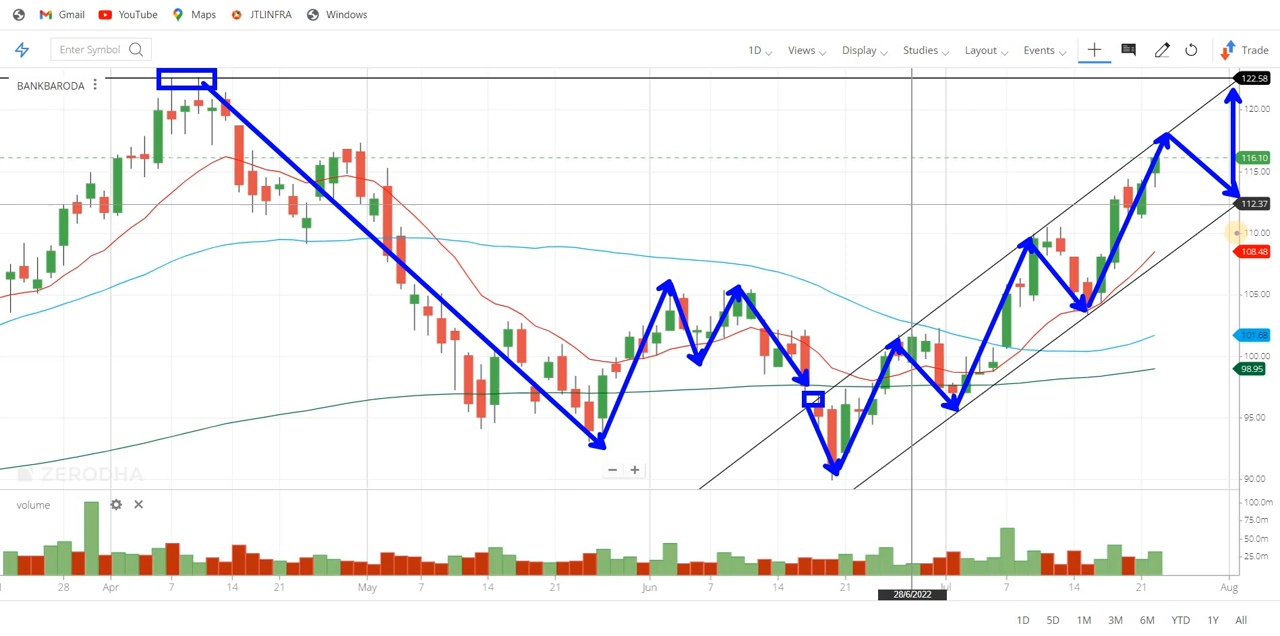 Gmail YouTube Maps JTLINFRA Windows
Enter Symbol 1D Views Display Studies Layout Events Trade
BANKBARODA
122.58
120.00
116.10
115.00
112.37
110.00
108.48
105.00
101.68
100.00
98.95
95.00
90.00
ZERODHA
volume
100.0m
75.0m
50.0m
25.0m
28 Apr 7 14 21 May 7 14 21 Jun 7 14 21 Jul 7 14 21 Aug
28/6/2022
1D 5D 1M 3M 6M YTD 1Y All